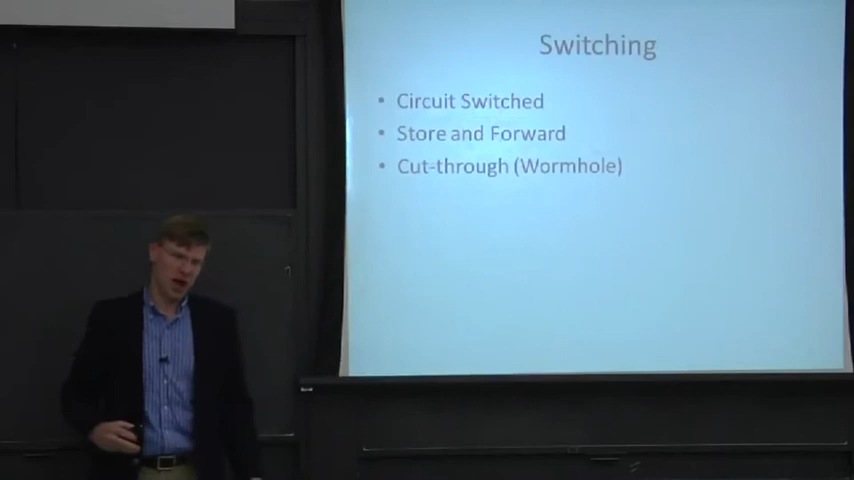 Switching
• Circuit Switched
• Store and Forward
• Cut-through (Wormhole)